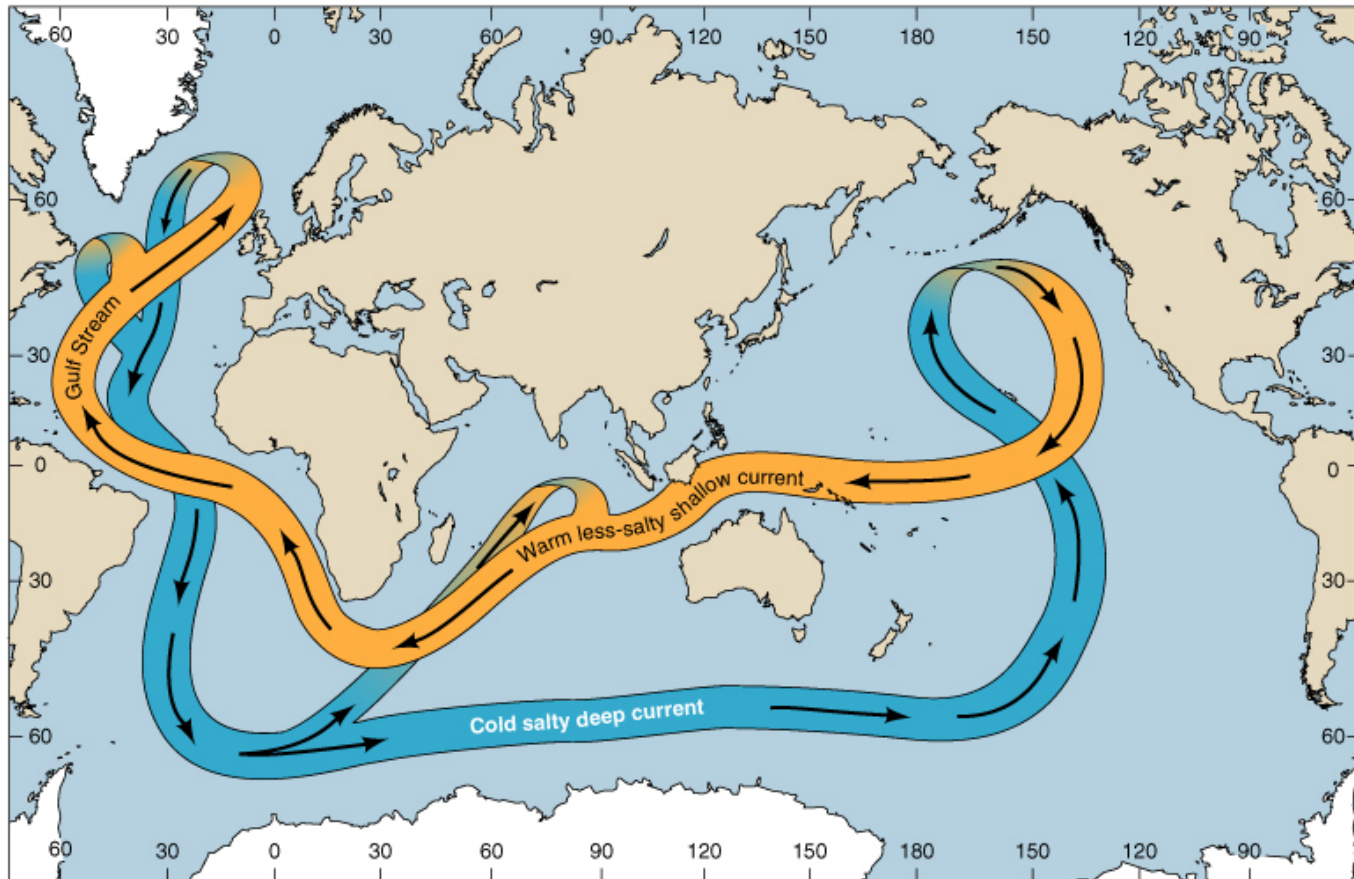 60 30 0 30 60 90 120 150 180 150 120 90
60 60
Gulf Stream
30 30
0 0
Warm less-salty shallow current
30 30
Cold salty deep current
60 60
60 30 0 30 60 90 120 150 180 150 120 90